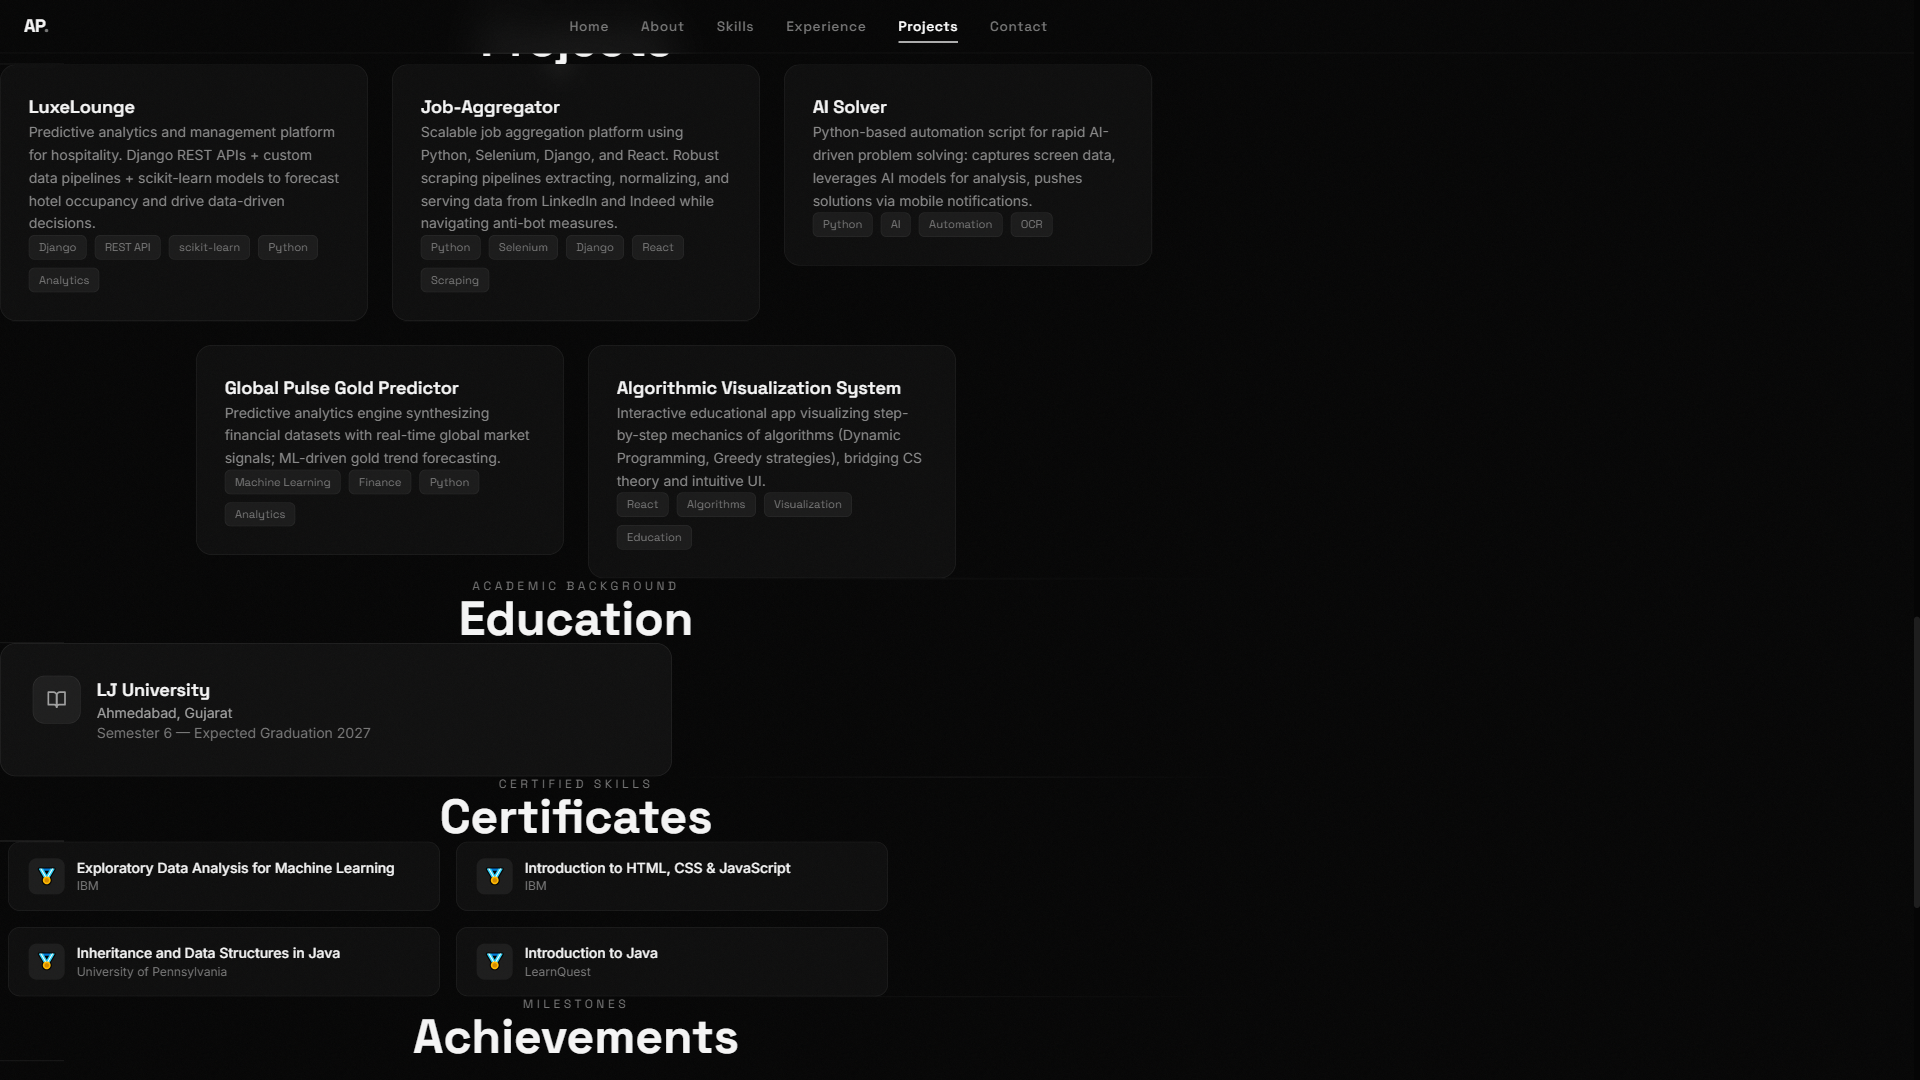 AP.
Home About Skills Experience Projects Contact
Projects
LuxeLounge
Predictive analytics and management platform
for hospitality. Django REST APIs + custom
data pipelines + scikit-learn models to forecast
hotel occupancy and drive data-driven
decisions.
Django REST API scikit-learn Python
Analytics
Job-Aggregator
Scalable job aggregation platform using
Python, Selenium, Django, and React. Robust
scraping pipelines extracting, normalizing, and
serving data from LinkedIn and Indeed while
navigating anti-bot measures.
Python Selenium Django React
Scraping
AI Solver
Python-based automation script for rapid AI-
driven problem solving: captures screen data,
leverages AI models for analysis, pushes
solutions via mobile notifications.
Python AI Automation OCR
Global Pulse Gold Predictor
Predictive analytics engine synthesizing
financial datasets with real-time global market
signals; ML-driven gold trend forecasting.
Machine Learning Finance Python
Analytics
Algorithmic Visualization System
Interactive educational app visualizing step-
by-step mechanics of algorithms (Dynamic
Programming, Greedy strategies), bridging CS
theory and intuitive UI.
React Algorithms Visualization
Education
ACADEMIC BACKGROUND
Education
LJ University
Ahmedabad, Gujarat
Semester 6 — Expected Graduation 2027
CERTIFIED SKILLS
Certificates
Exploratory Data Analysis for Machine Learning
IBM
Introduction to HTML, CSS & JavaScript
IBM
Inheritance and Data Structures in Java
University of Pennsylvania
Introduction to Java
LearnQuest
MILESTONES
Achievements